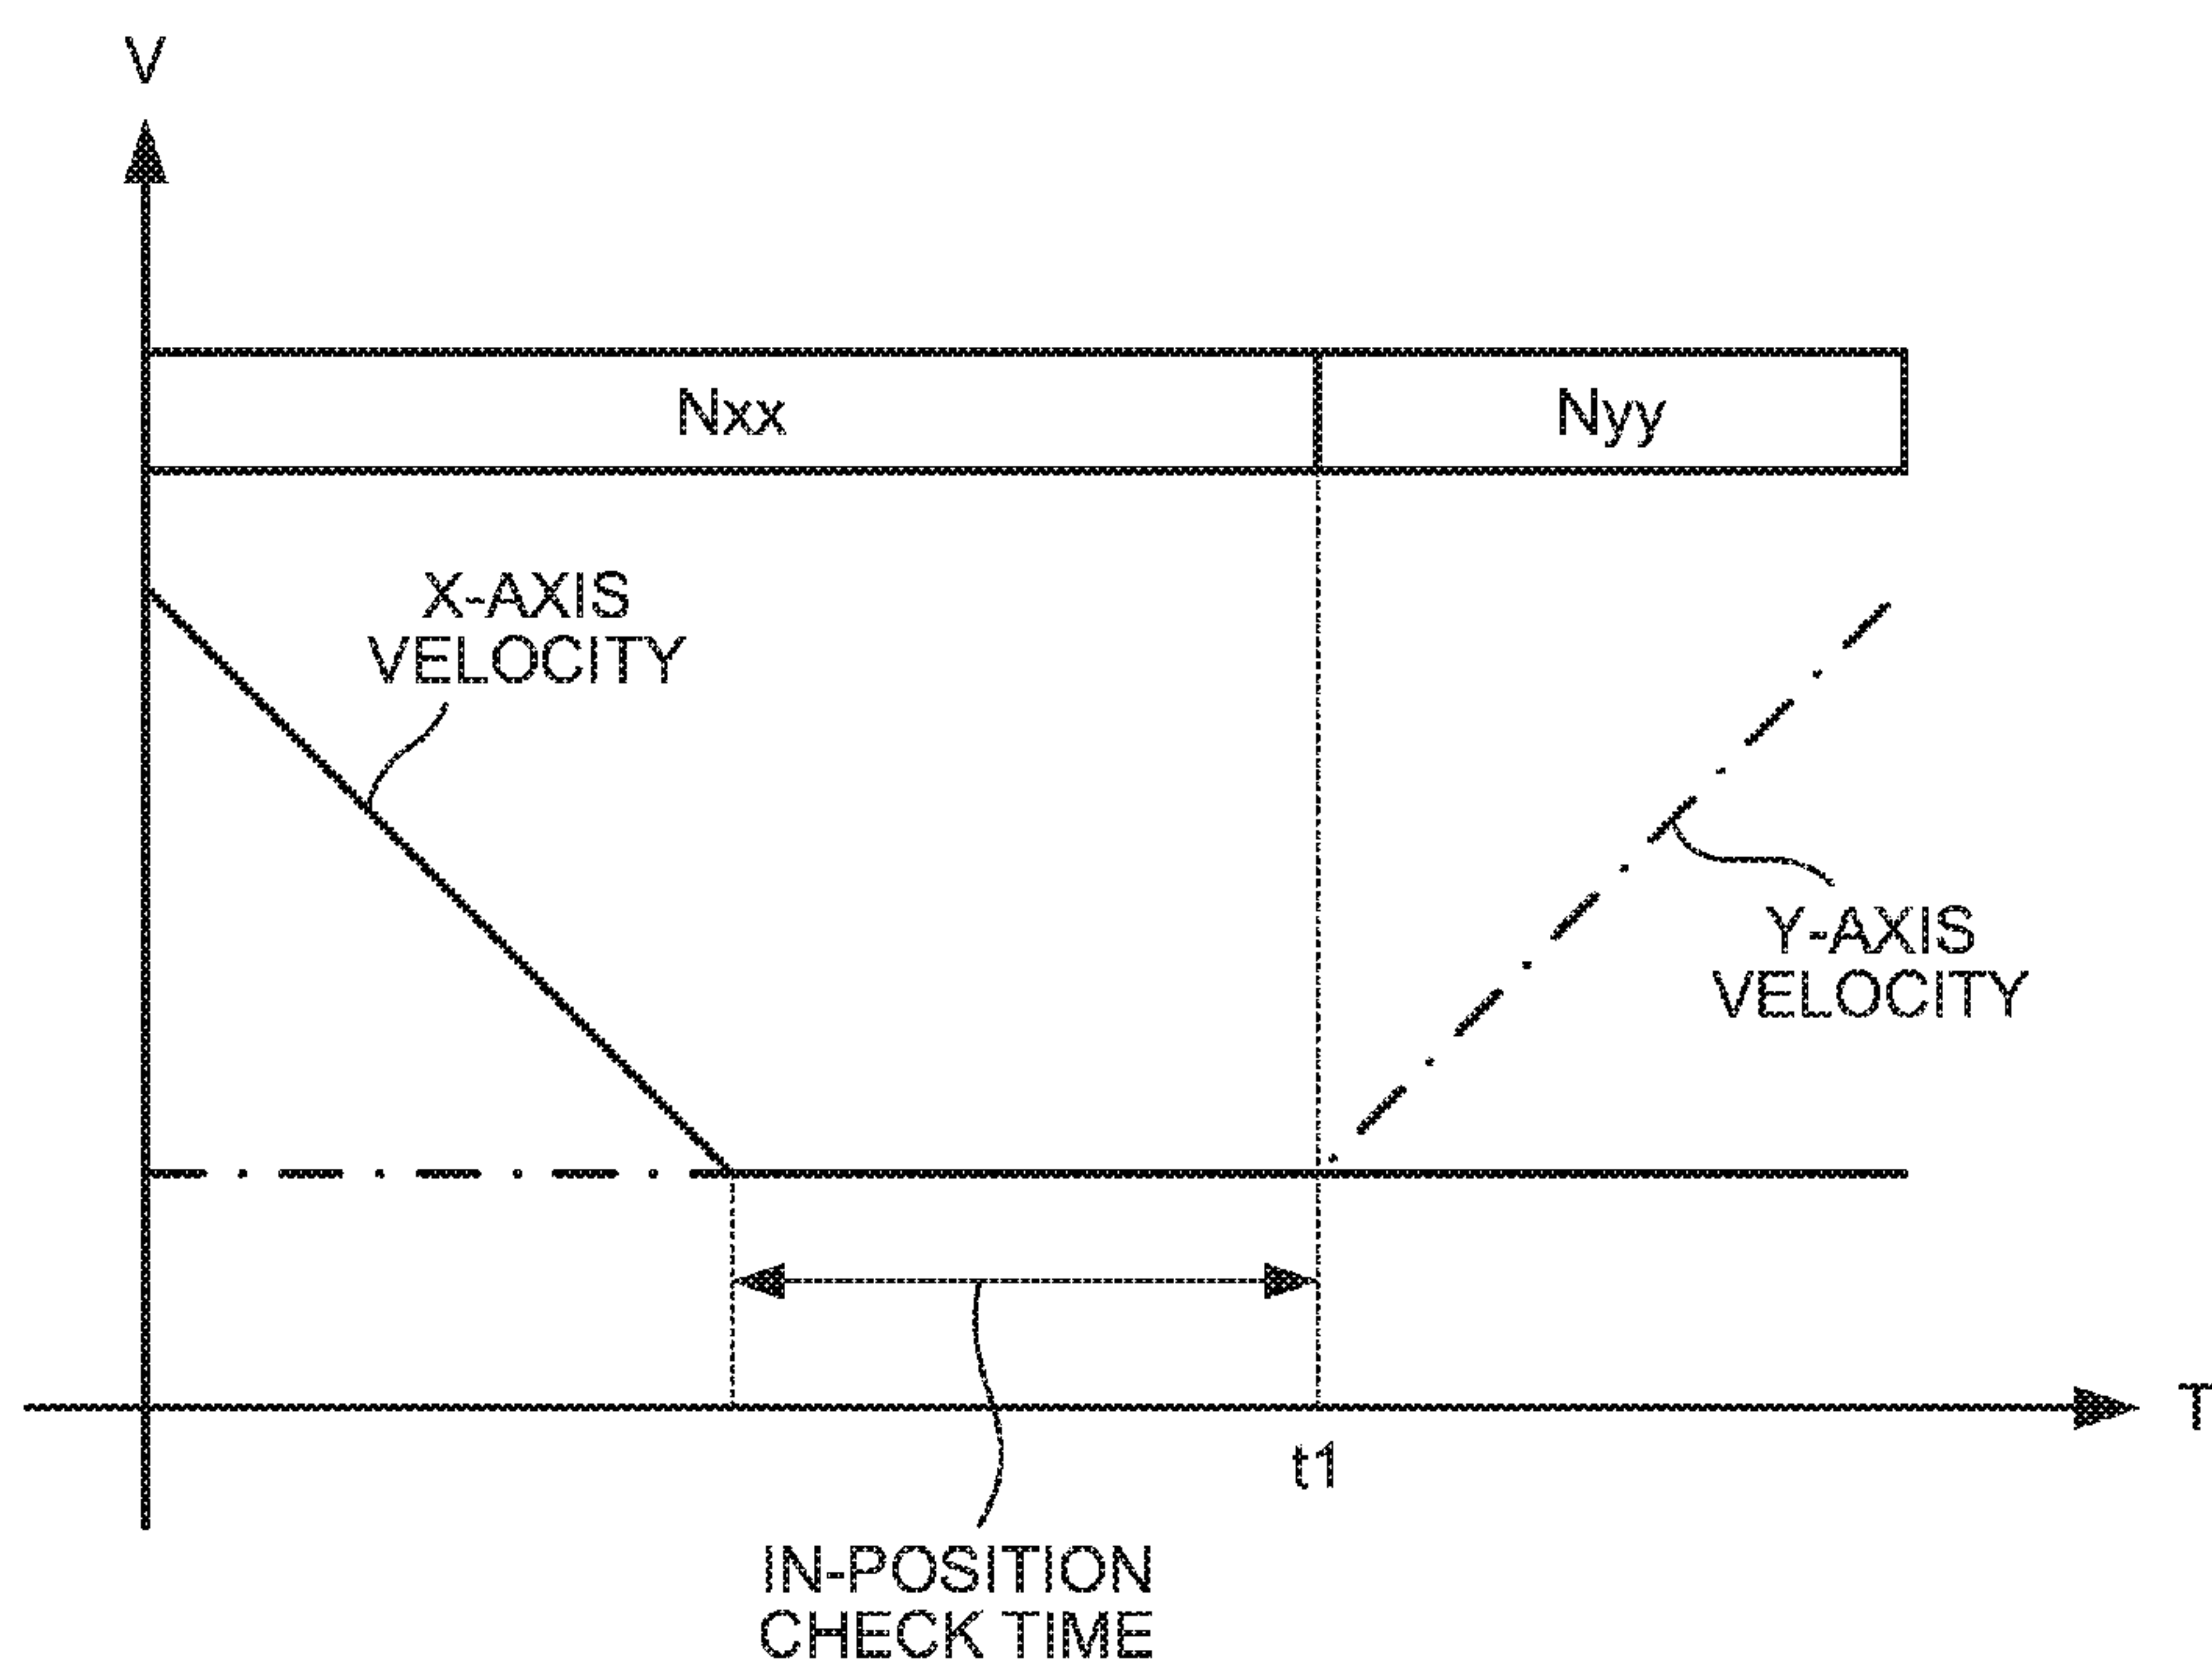 V
Nxx
Nyy
X-AXIS
VELOCITY
Y-AXIS
VELOCITY
T
t1
IN-POSITION
CHECK TIME